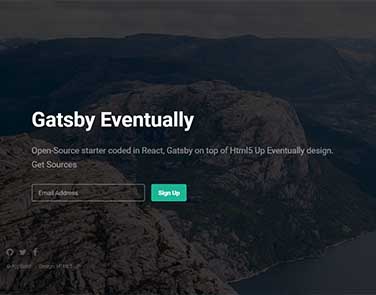 Gatsby Eventually
Open-Source starter coded in React, Gatsby on top of Html5 Up Eventually design.
Get Sources
Email Address
Sign Up
Design: HTML5 UP